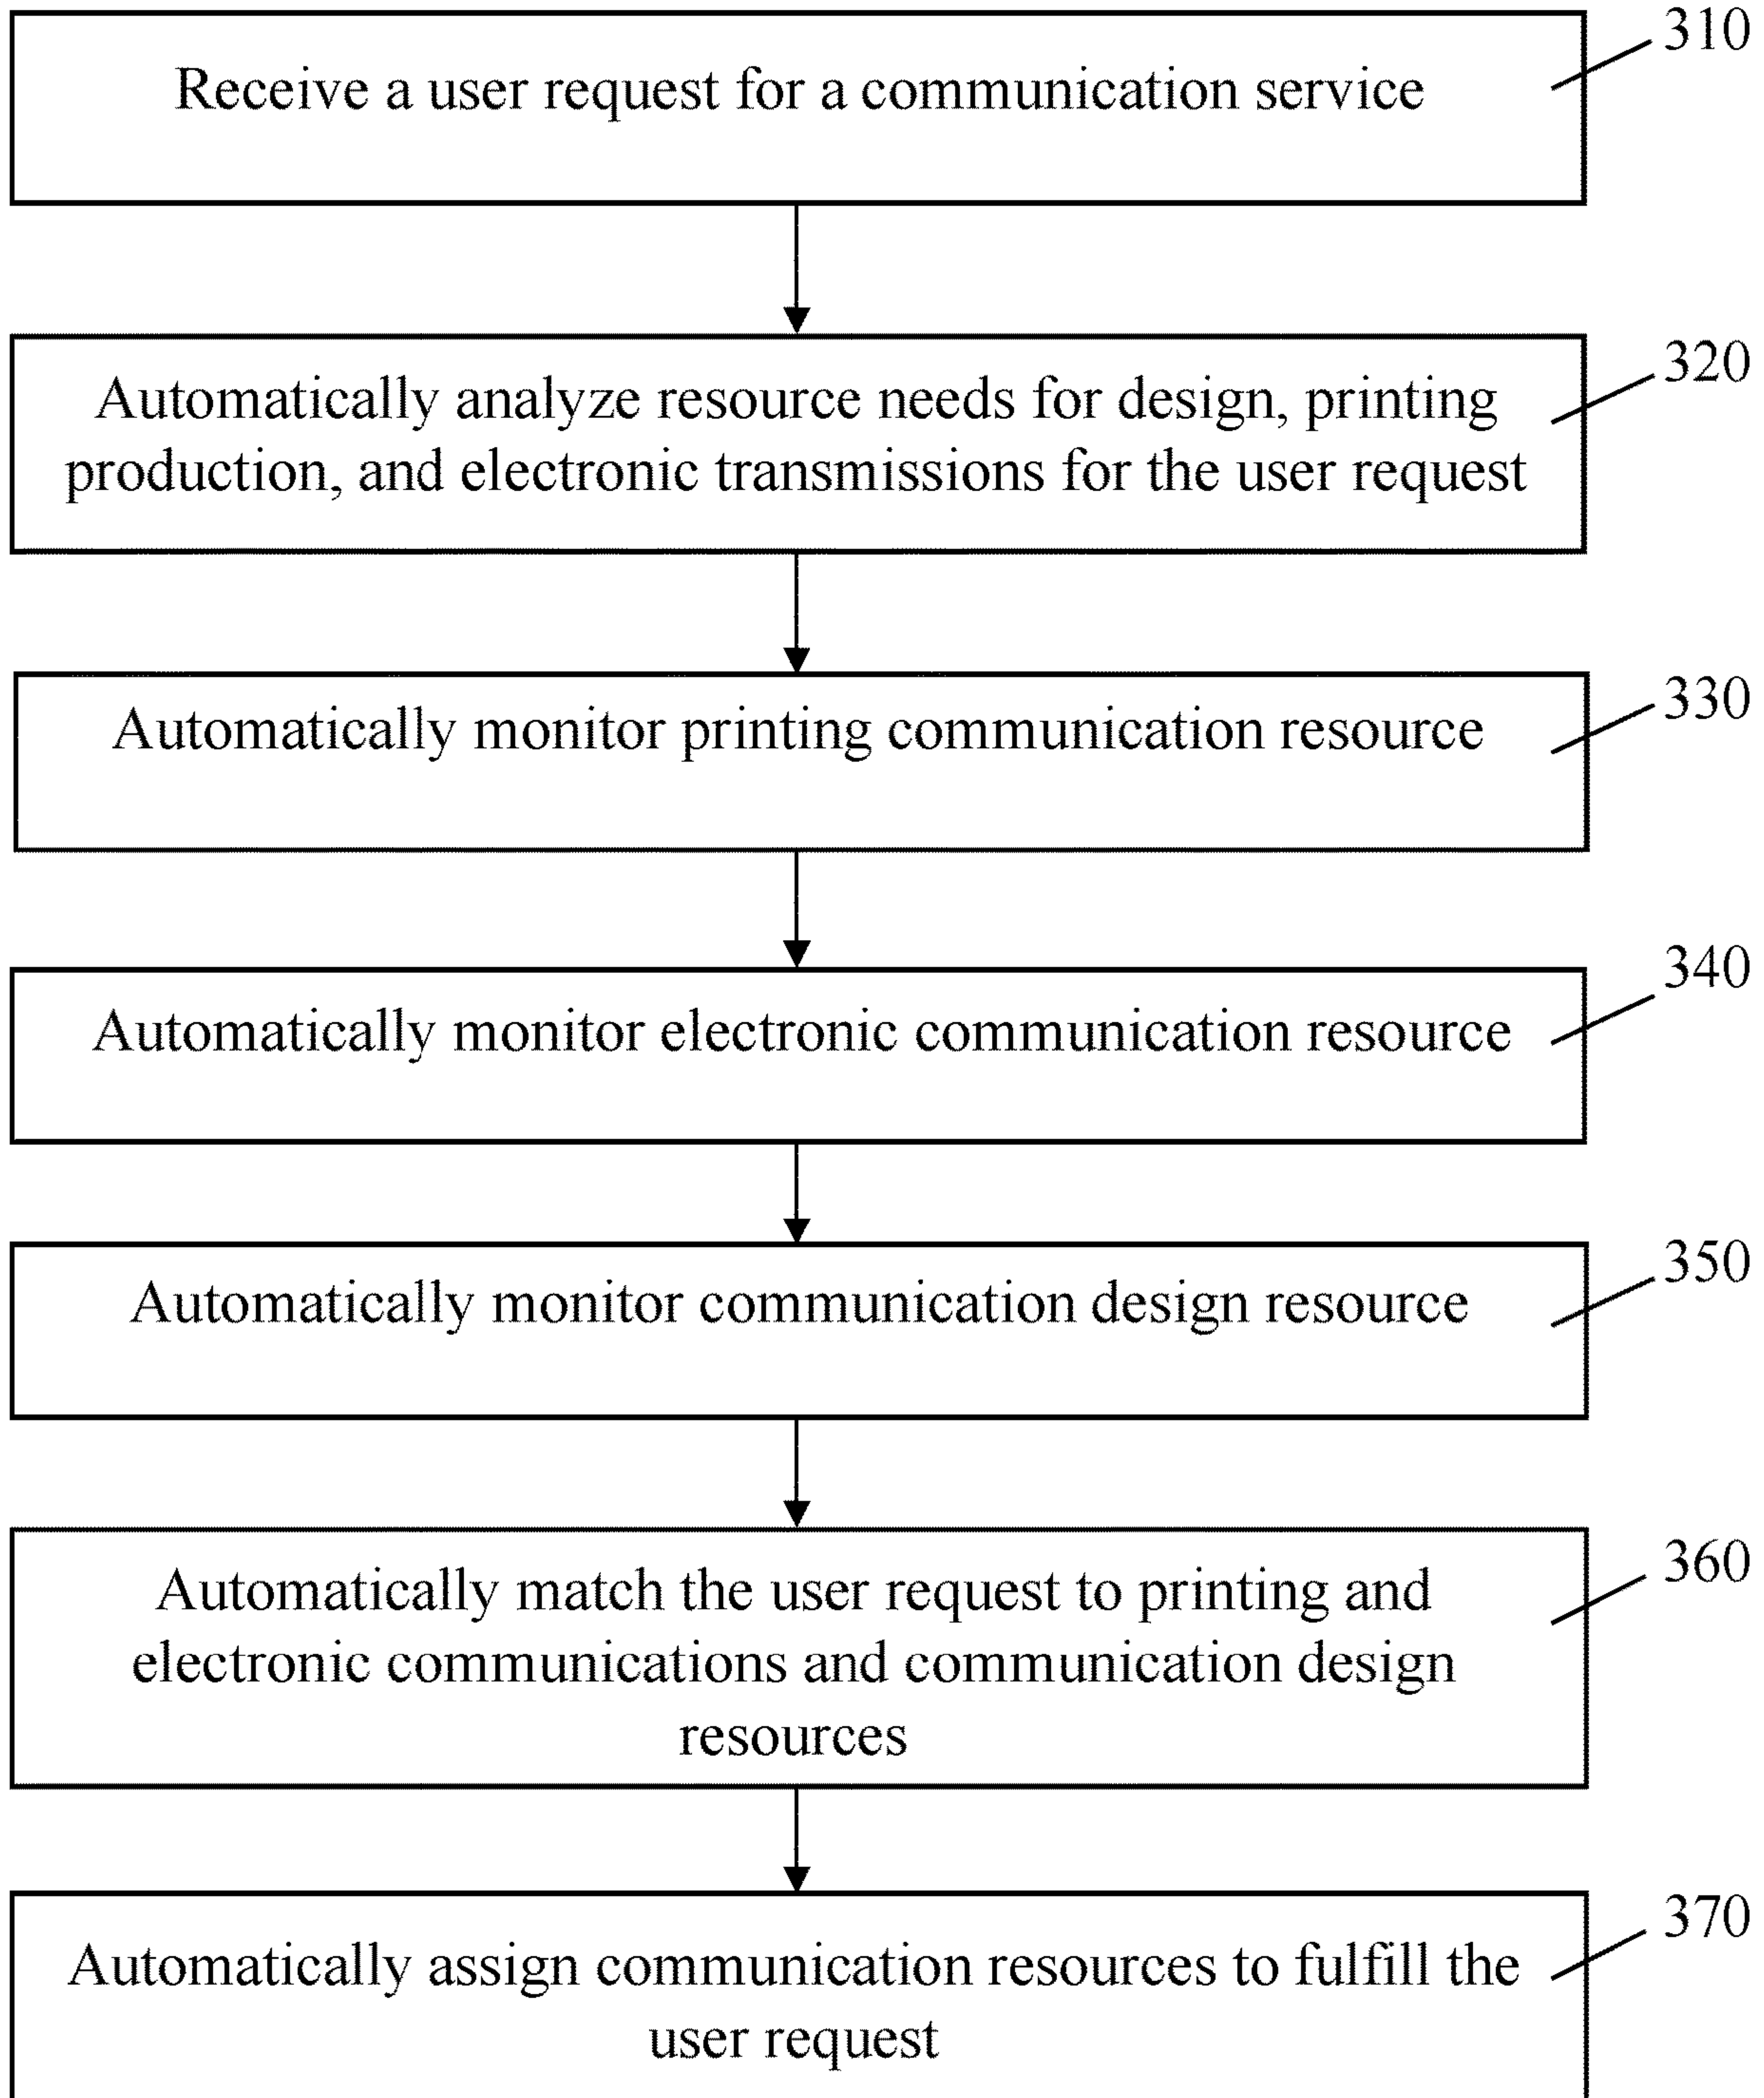 310
Receive a user request for a communication service
320
Automatically analyze resource needs for design, printing
production, and electronic transmissions for the user request
330
Automatically monitor printing communication resource
340
Automatically monitor electronic communication resource
350
Automatically monitor communication design resource
360
Automatically match the user request to printing and
electronic communications and communication design
resources
370
Automatically assign communication resources to fulfill the
user request